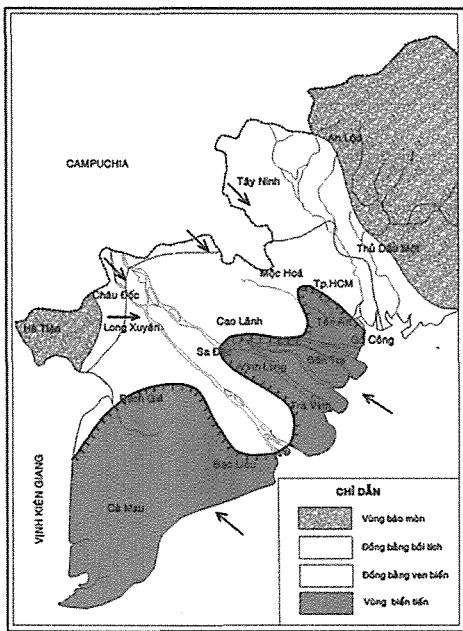 An Lộc
CAMPUCHIA
Tây Ninh
Thủ Dầu Một
Mộc Hoá
Tp.HCM
Châu Đốc
Tân An
Cao Lãnh
Gò Công
Hà Tiên
Long Xuyên
Bến Tre
Sa Đ
Vĩnh Long
Rạch Giá
Trà Vinh
Bạc Liêu
VỊNH KIÊN GIANG
Cà Mau
CHỈ DẪN
Vùng bào mòn
Đồng bằng bồi tích
Đồng bằng ven biển
Vùng biển tiến